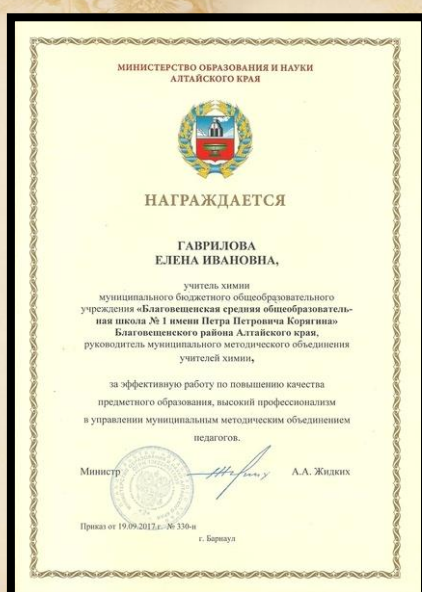 МИНИСТЕРСТВО ОБРАЗОВАНИЯ И НАУКИ
АЛТАЙСКОГО КРАЯ
НАГРАЖДАЕТСЯ
ГАВРИЛОВА
ЕЛЕНА ИВАНОВНА,
учитель химии
муниципального бюджетного общеобразовательного
учреждения «Благовещенская средняя общеобразователь-
ная школа № 1 имени Петра Петровича Корягина»
Благовещенского района Алтайского края,
руководитель муниципального методического объединения
учителей химии,
за эффективную работу по повышению качества
предметного образования, высокий профессионализм
в управлении муниципальным методическим объединением
педагогов.
Министр А.А. Жидких
Приказ от 19.09.2017 г. № 330-н
г. Барнаул